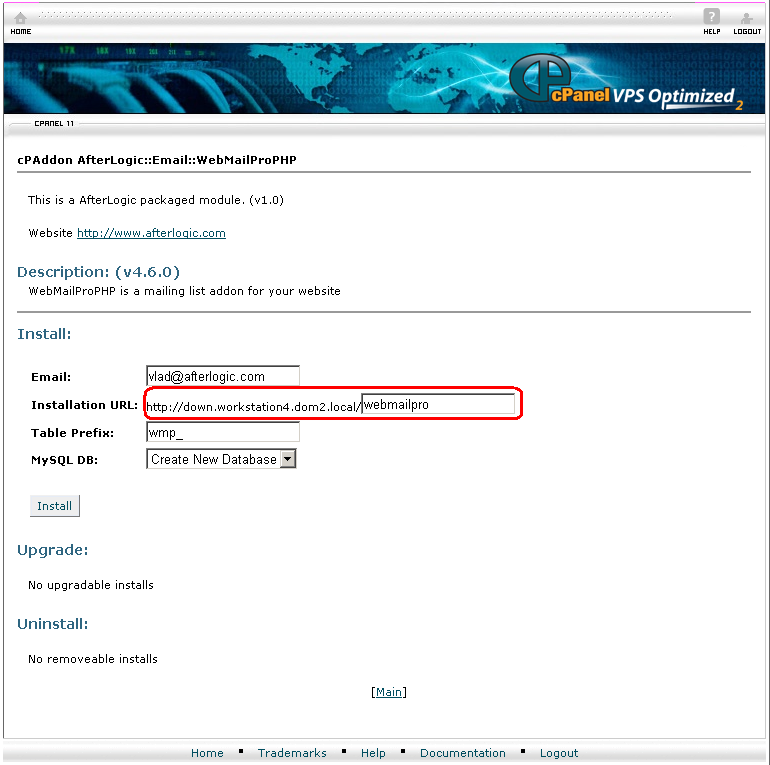 HOME
HELP
LOGOUT
cPanel VPS Optimized 2
CPANEL 11
cPAddon AfterLogic::Email::WebMailProPHP
This is a AfterLogic packaged module. (v1.0)
Website http://www.afterlogic.com
Description: (v4.6.0)
WebMailProPHP is a mailing list addon for your website
Install:
Email: vlad@afterlogic.com
Installation URL: http://down.workstation4.dom2.local/webmailpro
Table Prefix: wmp_
MySQL DB: Create New Database
Install
Upgrade:
No upgradable installs
Uninstall:
No removeable installs
[Main]
Home ▪ Trademarks ▪ Help ▪ Documentation ▪ Logout